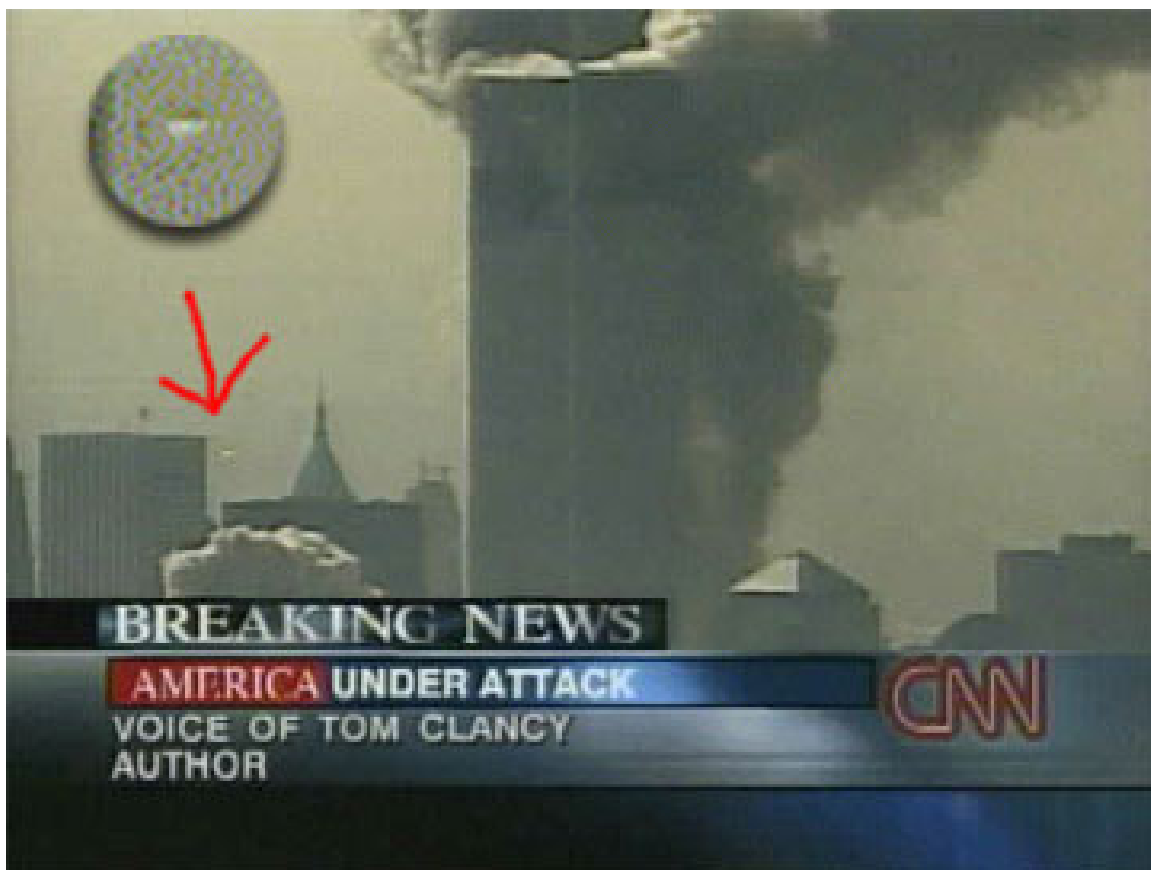 BREAKING NEWS
AMERICA UNDER ATTACK
CNN
VOICE OF TOM CLANCY
AUTHOR